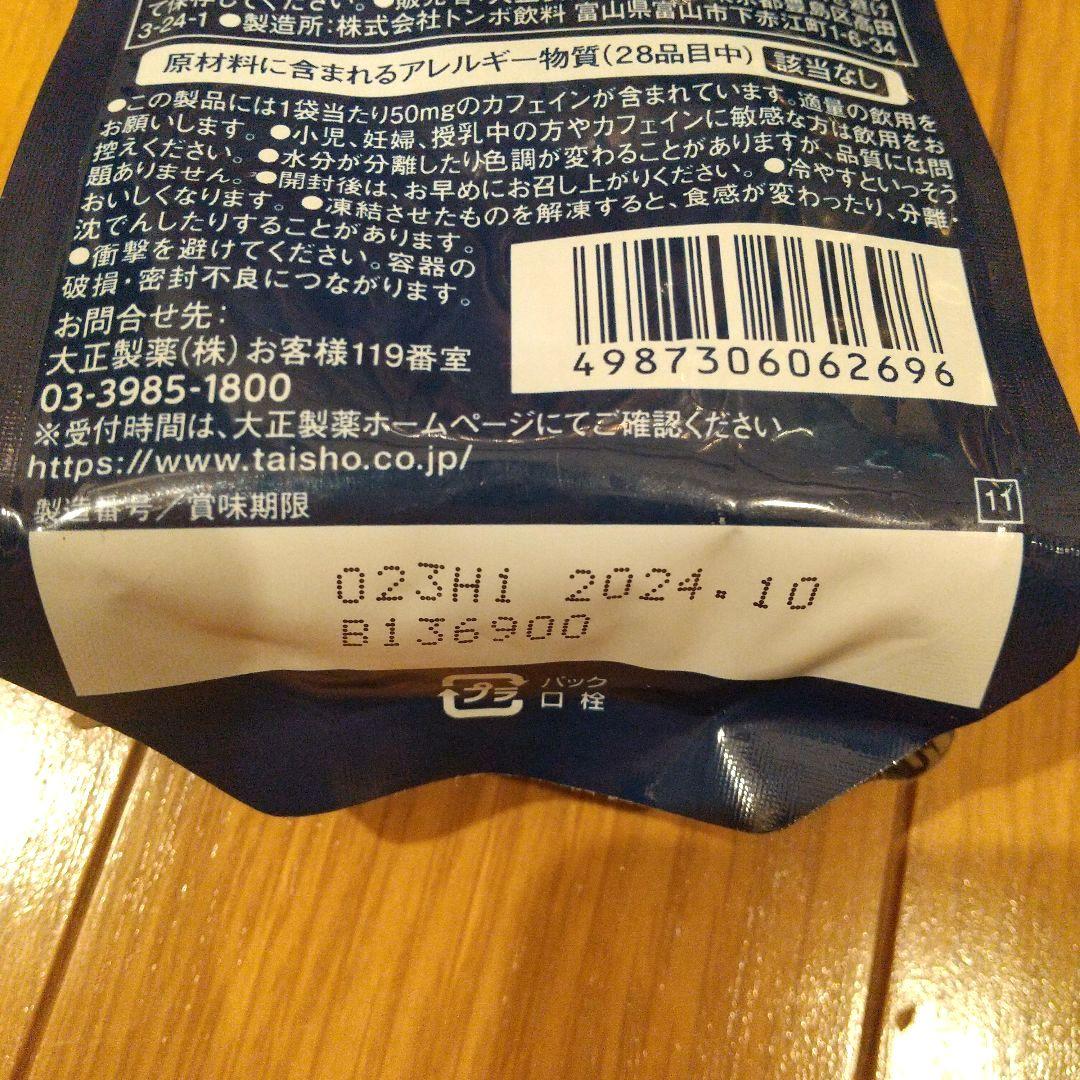 て保存してください。●販売者:大正
3-24-1 ●製造所:株式会社トンボ飲料 富山県富山市下赤江町1-6-34
原材料に含まれるアレルギー物質(28品目中) 該当なし
●この製品には1袋当たり50mgのカフェインが含まれています。適量の飲用を
お願いします。●小児、妊婦、授乳中の方やカフェインに敏感な方は飲用をお
控えください。●水分が分離したり色調が変わることがありますが、品質には問
題ありません。●開封後は、お早めにお召し上がりください。●冷やすといっそう
おいしくなります。●凍結させたものを解凍すると、食感が変わったり、分離・
沈でんしたりすることがあります。
●衝撃を避けてください。容器の
破損・密封不良につながります。
お問合せ先:
大正製薬(株)お客様119番室
03-3985-1800
※受付時間は、大正製薬ホームページにてご確認ください
https://www.taisho.co.jp/
4987306062696
製造番号/賞味期限
11
023H1 2024.10
B136900
プラ
パック
口栓